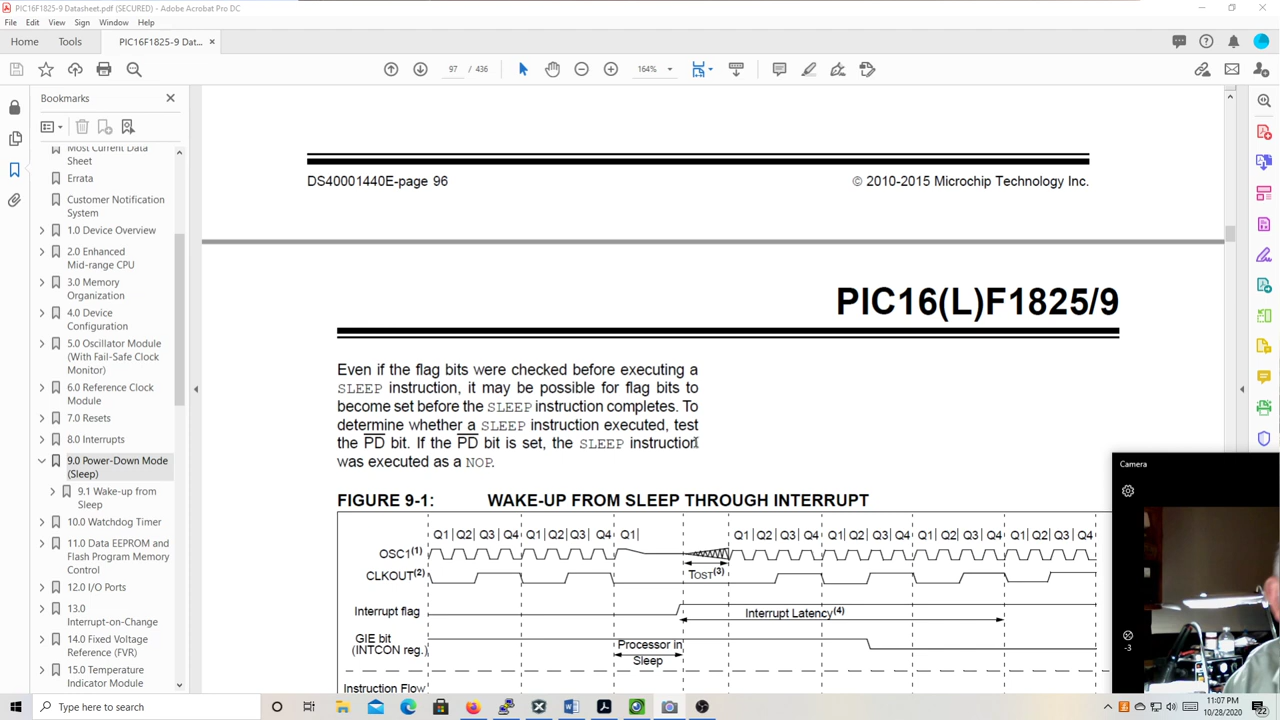 PIC16F1825-9 Datasheet.pdf (SECURED) - Adobe Acrobat Pro DC
File Edit View Sign Window Help
Home Tools PIC16F1825-9 Dat... ×
97 / 436 164%
Bookmarks
Most Current Data
Sheet
Errata
Customer Notification
System
1.0 Device Overview
2.0 Enhanced
Mid-range CPU
3.0 Memory
Organization
4.0 Device
Configuration
5.0 Oscillator Module
(With Fail-Safe Clock
Monitor)
6.0 Reference Clock
Module
7.0 Resets
8.0 Interrupts
9.0 Power-Down Mode
(Sleep)
9.1 Wake-up from
Sleep
10.0 Watchdog Timer
11.0 Data EEPROM and
Flash Program Memory
Control
12.0 I/O Ports
13.0
Interrupt-on-Change
14.0 Fixed Voltage
Reference (FVR)
15.0 Temperature
Indicator Module
DS40001440E-page 96 © 2010-2015 Microchip Technology Inc.
PIC16(L)F1825/9
Even if the flag bits were checked before executing a
SLEEP instruction, it may be possible for flag bits to
become set before the SLEEP instruction completes. To
determine whether a SLEEP instruction executed, test
the PD bit. If the PD bit is set, the SLEEP instruction
was executed as a NOP.
FIGURE 9-1: WAKE-UP FROM SLEEP THROUGH INTERRUPT
Q1|Q2|Q3|Q4 Q1|Q2|Q3|Q4 Q1| Q1|Q2|Q3|Q4 Q1|Q2|Q3|Q4 Q1|Q2|Q3|Q4 Q1|Q2|Q3|Q4
OSC1(1)
CLKOUT(2) TOST(3)
Interrupt flag Interrupt Latency(4)
GIE bit
(INTCON reg.) Processor in
Sleep
Instruction Flow
Camera
-3
Type here to search
11:07 PM
10/28/2020
22